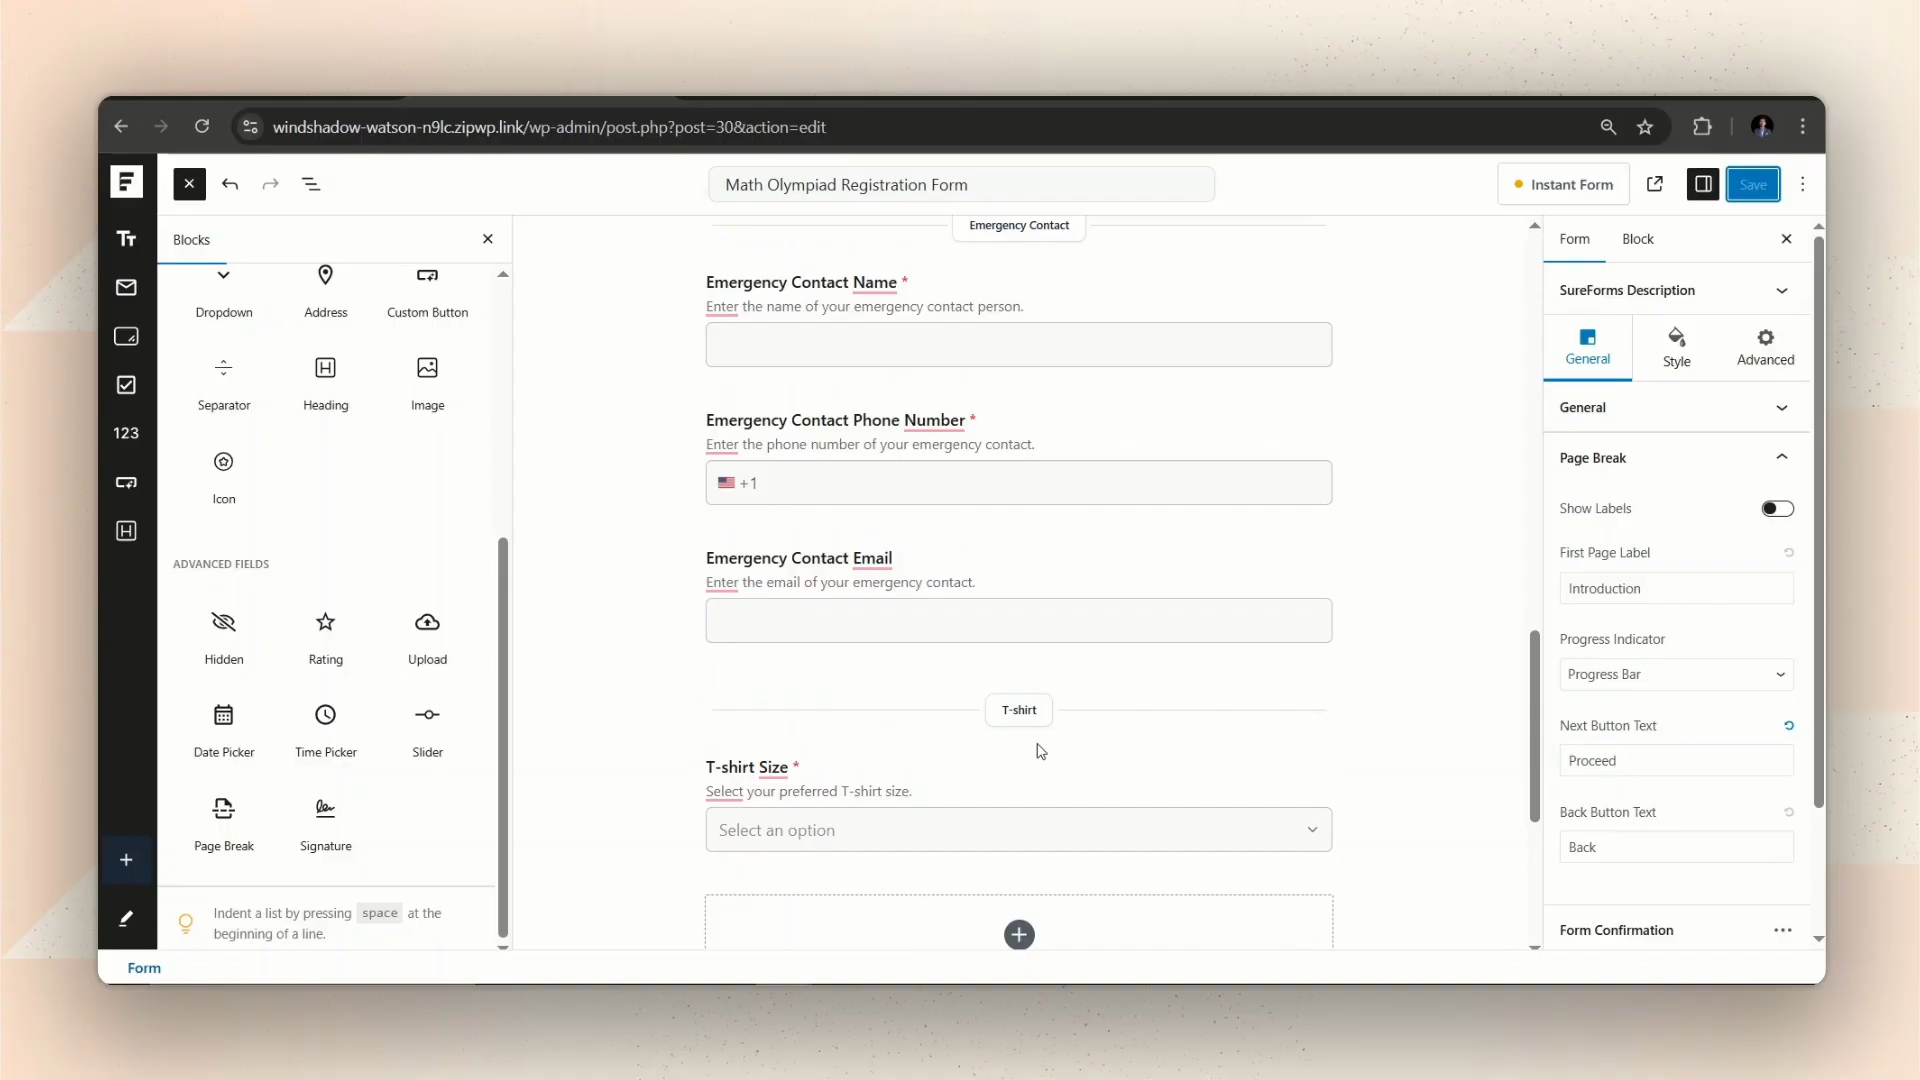 windshadow-watson-n9lc.zipwp.link/wp-admin/post.php?post=30&action=edit
Math Olympiad Registration Form
Instant Form
Save
Tt
123
Blocks
Dropdown
Address
Custom Button
Separator
Heading
Image
Icon
ADVANCED FIELDS
Hidden
Rating
Upload
Date Picker
Time Picker
Slider
Page Break
Signature
Indent a list by pressing space at the
beginning of a line.
Emergency Contact
Emergency Contact Name *
Enter the name of your emergency contact person.
Emergency Contact Phone Number *
Enter the phone number of your emergency contact.
+1
Emergency Contact Email
Enter the email of your emergency contact.
T-shirt
T-shirt Size *
Select your preferred T-shirt size.
Select an option
Form
Block
SureForms Description
General
Style
Advanced
General
Page Break
Show Labels
First Page Label
Introduction
Progress Indicator
Progress Bar
Next Button Text
Proceed
Back Button Text
Back
Form Confirmation
Form